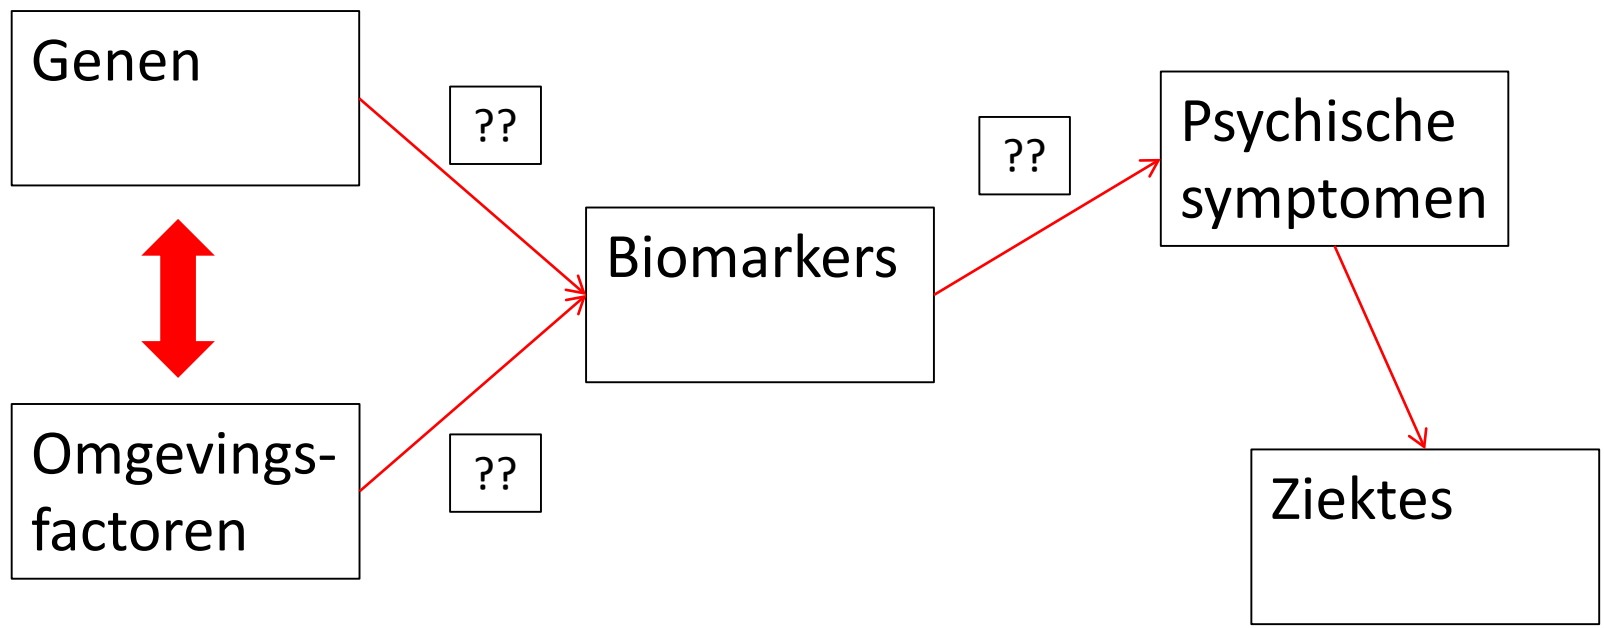 Genen
??
Omgevings-
factoren
??
Biomarkers
??
Psychische
symptomen
Ziektes